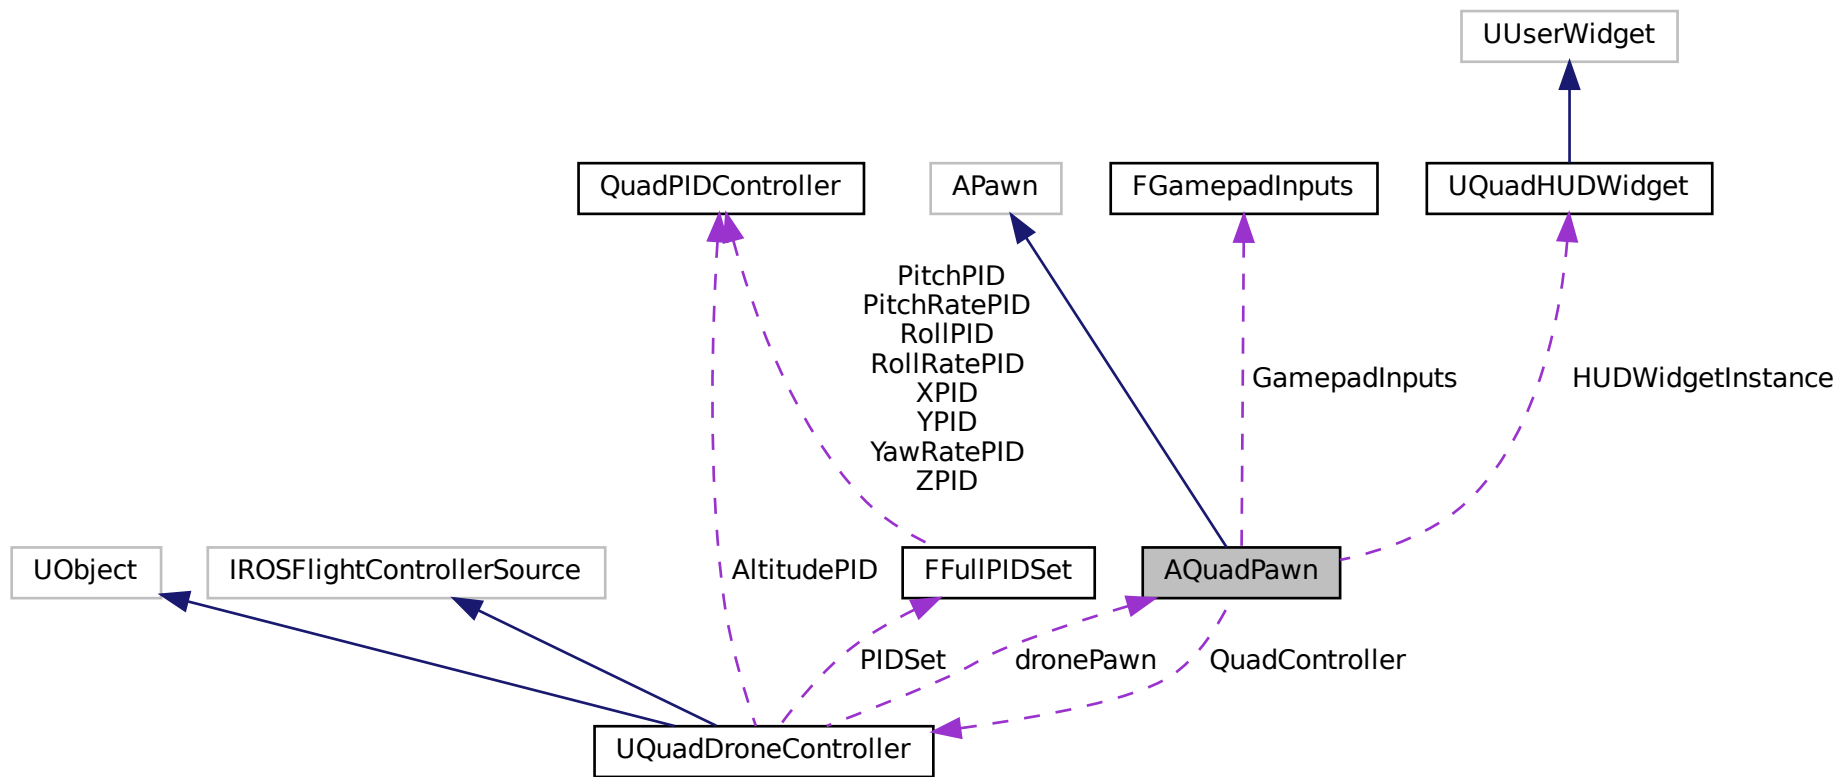 UUserWidget
QuadPIDController
APawn
FGamepadInputs
UQuadHUDWidget
PitchPID
PitchRatePID
RollPID
RollRatePID
XPID
YPID
YawRatePID
ZPID
GamepadInputs
HUDWidgetInstance
UObject
IROSFlightControllerSource
AltitudePID
FFullPIDSet
AQuadPawn
PIDSet
dronePawn
QuadController
UQuadDroneController